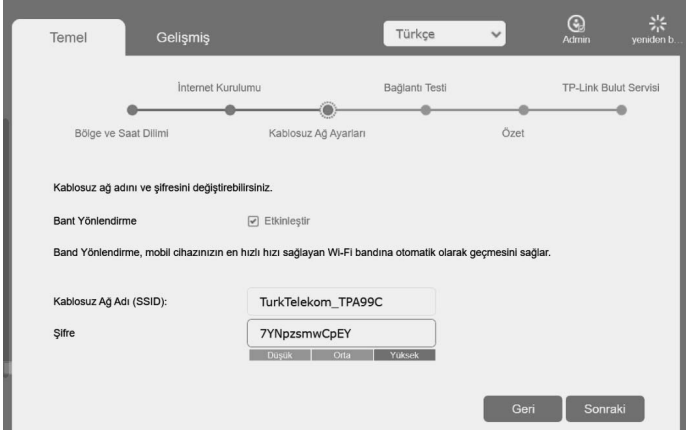 Temel
Gelişmiş
Türkçe
Admin
yeniden b...
İnternet Kurulumu
Bağlantı Testi
TP-Link Bulut Servisi
Bölge ve Saat Dilimi
Kablosuz Ağ Ayarları
Özet
Kablosuz ağ adını ve şifresini değiştirebilirsiniz.
Bant Yönlendirme
Etkinleştir
Band Yönlendirme, mobil cihazınızın en hızlı hızı sağlayan Wi-Fi bandına otomatik olarak geçmesini sağlar.
Kablosuz Ağ Adı (SSID):
TurkTelekom_TPA99C
Şifre
7YNpzsmwCpEY
Düşük
Orta
Yüksek
Geri
Sonraki